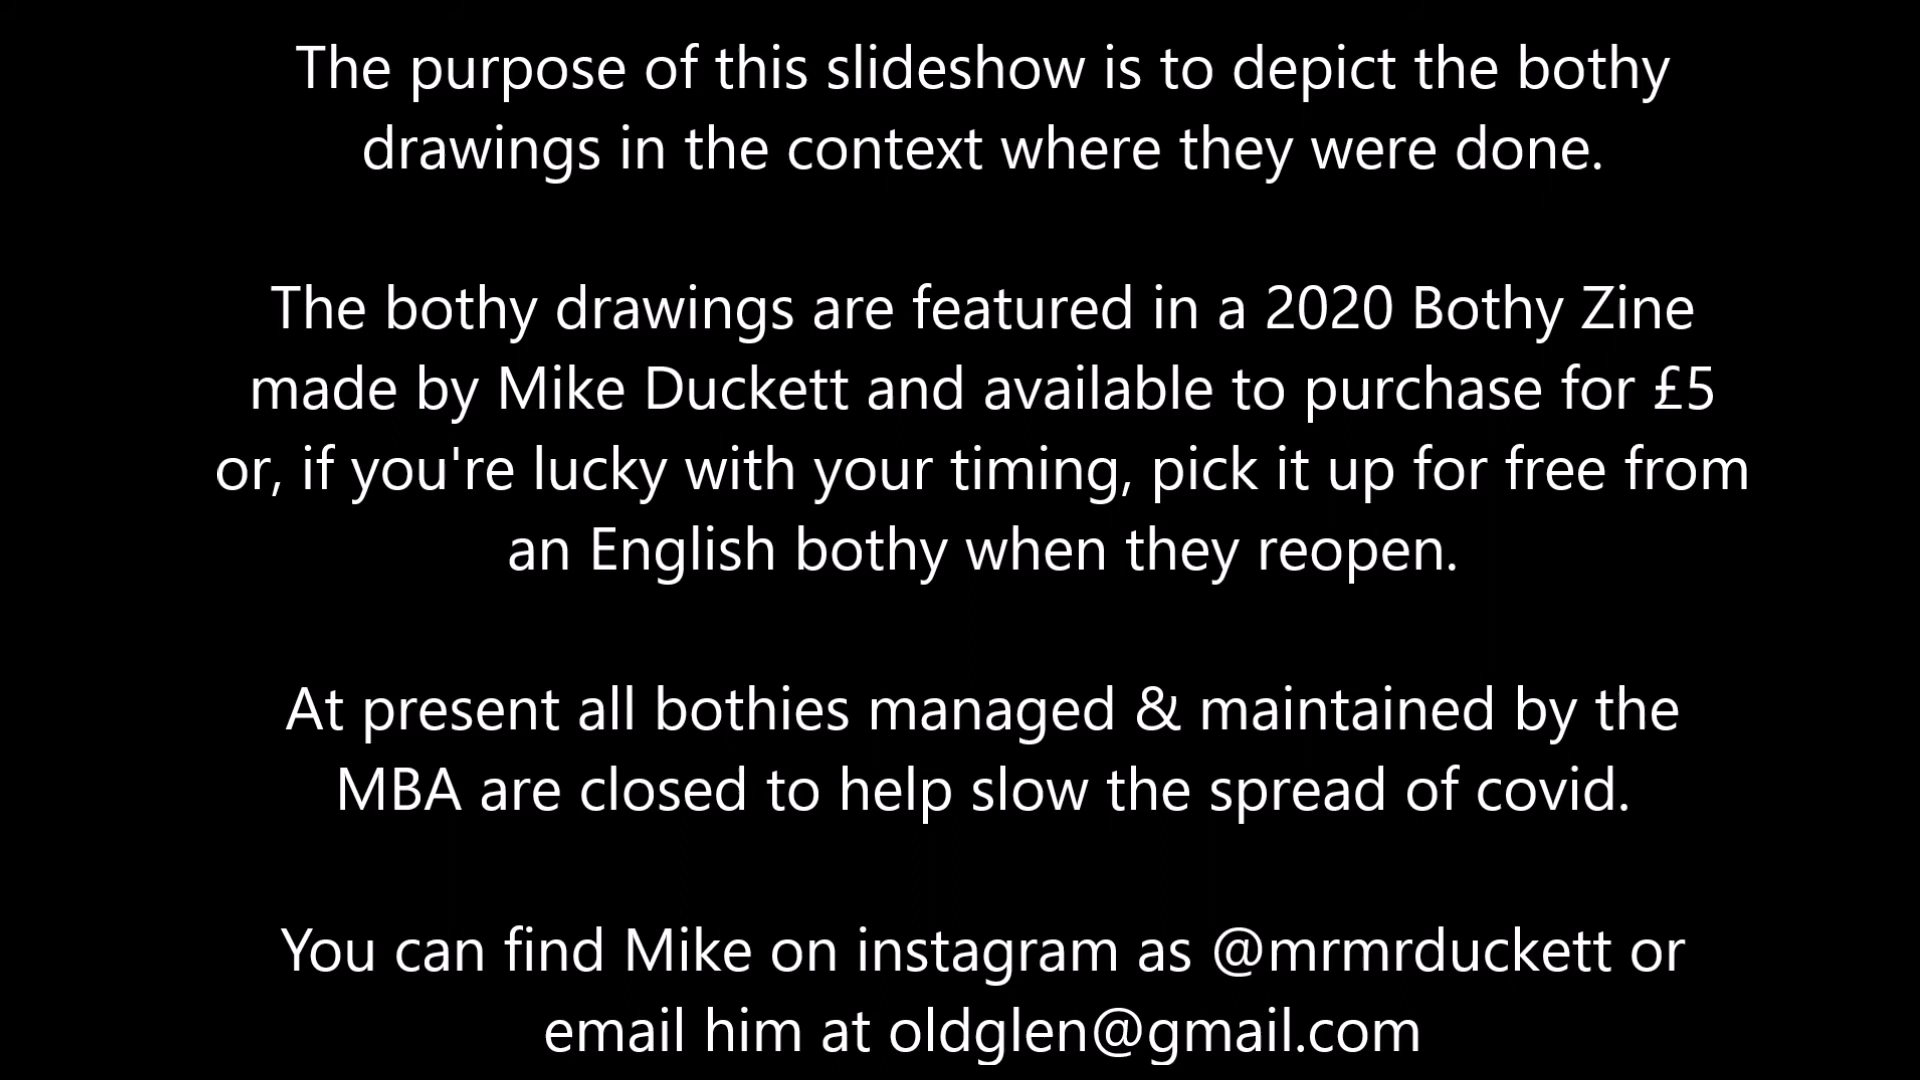 The purpose of this slideshow is to depict the bothy
drawings in the context where they were done.
The bothy drawings are featured in a 2020 Bothy Zine
made by Mike Duckett and available to purchase for £5
or, if you're lucky with your timing, pick it up for free from
an English bothy when they reopen.
At present all bothies managed & maintained by the
MBA are closed to help slow the spread of covid.
You can find Mike on instagram as @mrmrduckett or
email him at oldglen@gmail.com